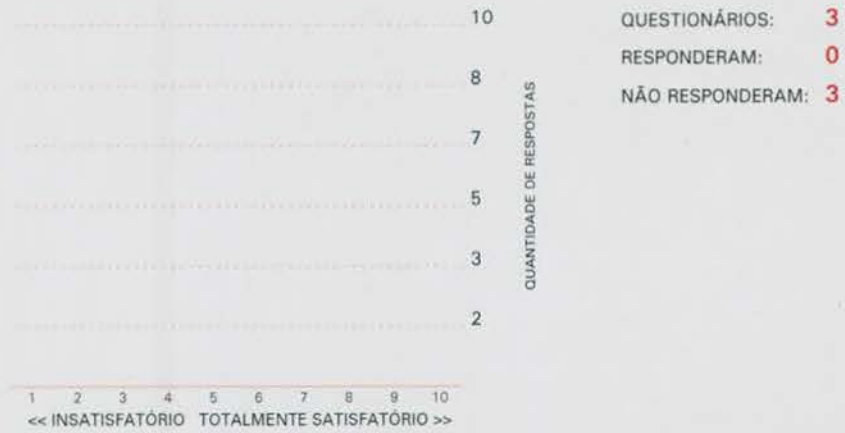 10
8
7
5
3
2
QUANTIDADE DE RESPOSTAS
1 2 3 4 5 6 7 8 9 10
<< INSATISFATÓRIO TOTALMENTE SATISFATÓRIO >>
QUESTIONÁRIOS: 3
RESPONDERAM: 0
NÃO RESPONDERAM: 3